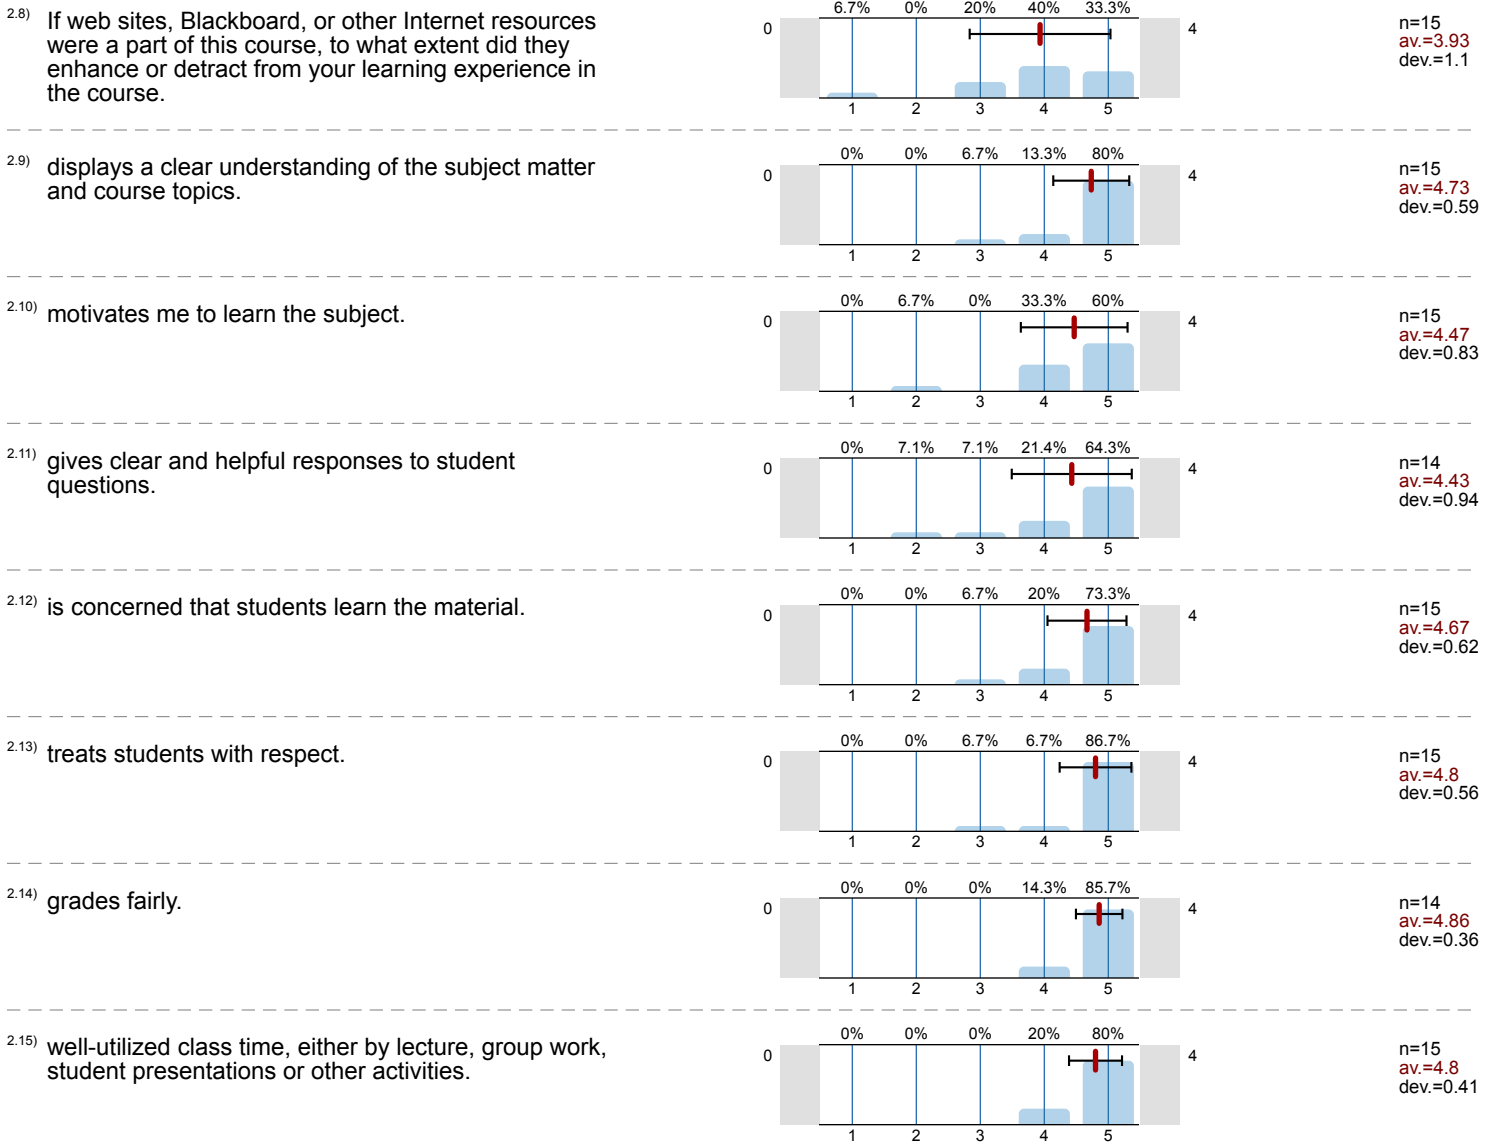 2.8) If web sites, Blackboard, or other Internet resources
were a part of this course, to what extent did they
enhance or detract from your learning experience in
the course.
6.7% 0% 20% 40% 33.3%
0 4
1 2 3 4 5
n=15
av.=3.93
dev.=1.1
2.9) displays a clear understanding of the subject matter
and course topics.
0% 0% 6.7% 13.3% 80%
0 4
1 2 3 4 5
n=15
av.=4.73
dev.=0.59
2.10) motivates me to learn the subject.
0% 6.7% 0% 33.3% 60%
0 4
1 2 3 4 5
n=15
av.=4.47
dev.=0.83
2.11) gives clear and helpful responses to student
questions.
0% 7.1% 7.1% 21.4% 64.3%
0 4
1 2 3 4 5
n=14
av.=4.43
dev.=0.94
2.12) is concerned that students learn the material.
0% 0% 6.7% 20% 73.3%
0 4
1 2 3 4 5
n=15
av.=4.67
dev.=0.62
2.13) treats students with respect.
0% 0% 6.7% 6.7% 86.7%
0 4
1 2 3 4 5
n=15
av.=4.8
dev.=0.56
2.14) grades fairly.
0% 0% 0% 14.3% 85.7%
0 4
1 2 3 4 5
n=14
av.=4.86
dev.=0.36
2.15) well-utilized class time, either by lecture, group work,
student presentations or other activities.
0% 0% 0% 20% 80%
0 4
1 2 3 4 5
n=15
av.=4.8
dev.=0.41